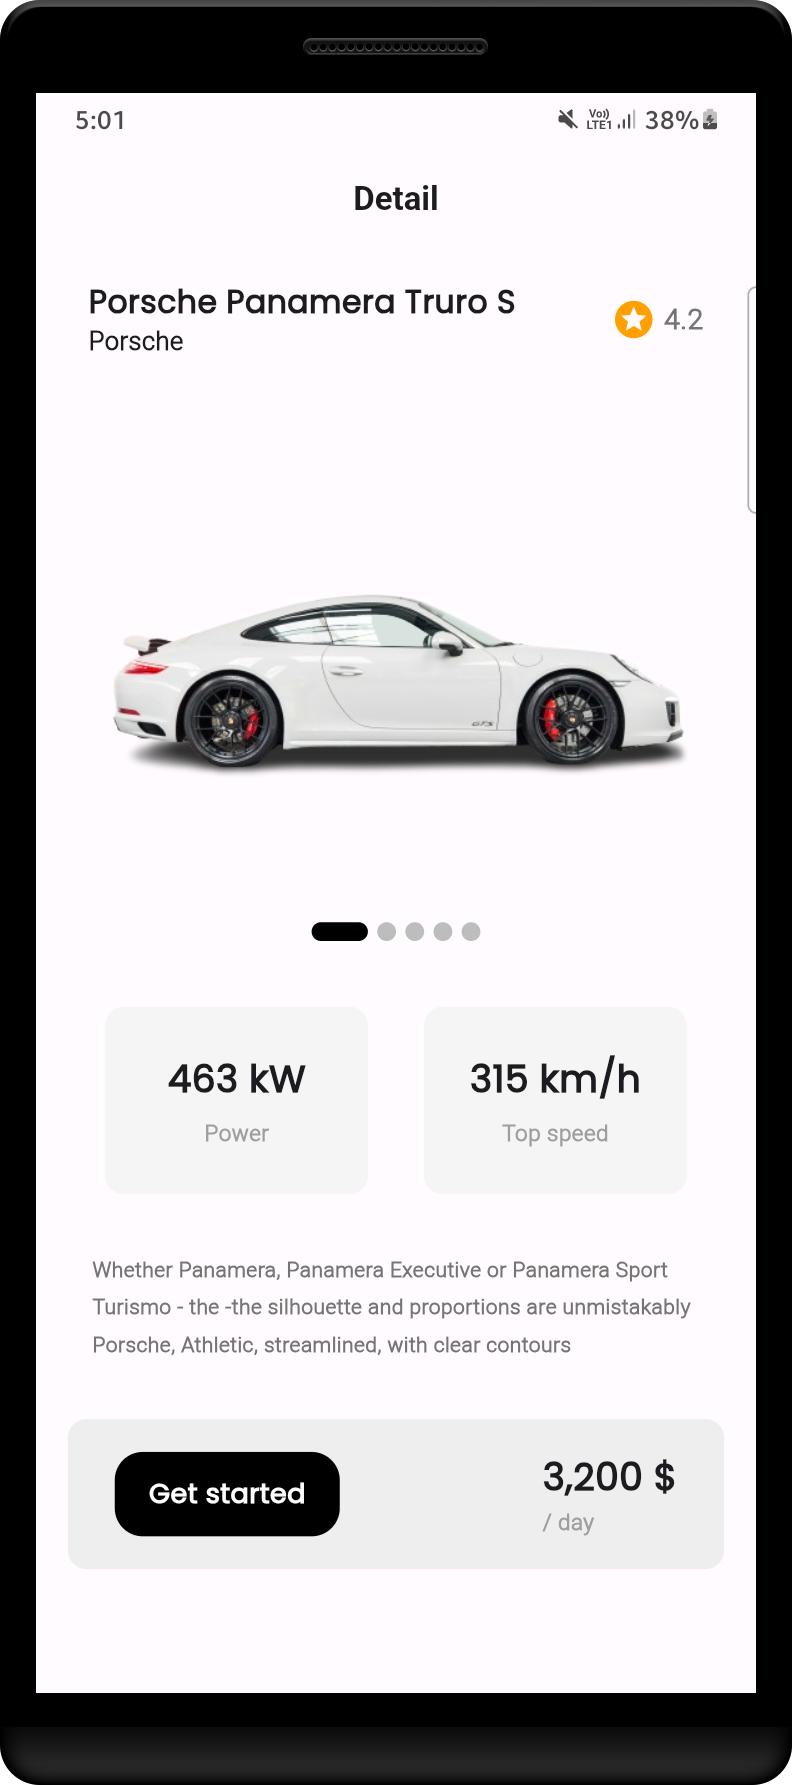 5:01
Vo)) LTE1 38%
Detail
Porsche Panamera Truro S
Porsche
4.2
GTS
463 kW
Power
315 km/h
Top speed
Whether Panamera, Panamera Executive or Panamera Sport
Turismo - the -the silhouette and proportions are unmistakably
Porsche, Athletic, streamlined, with clear contours
Get started
3,200 $
/ day